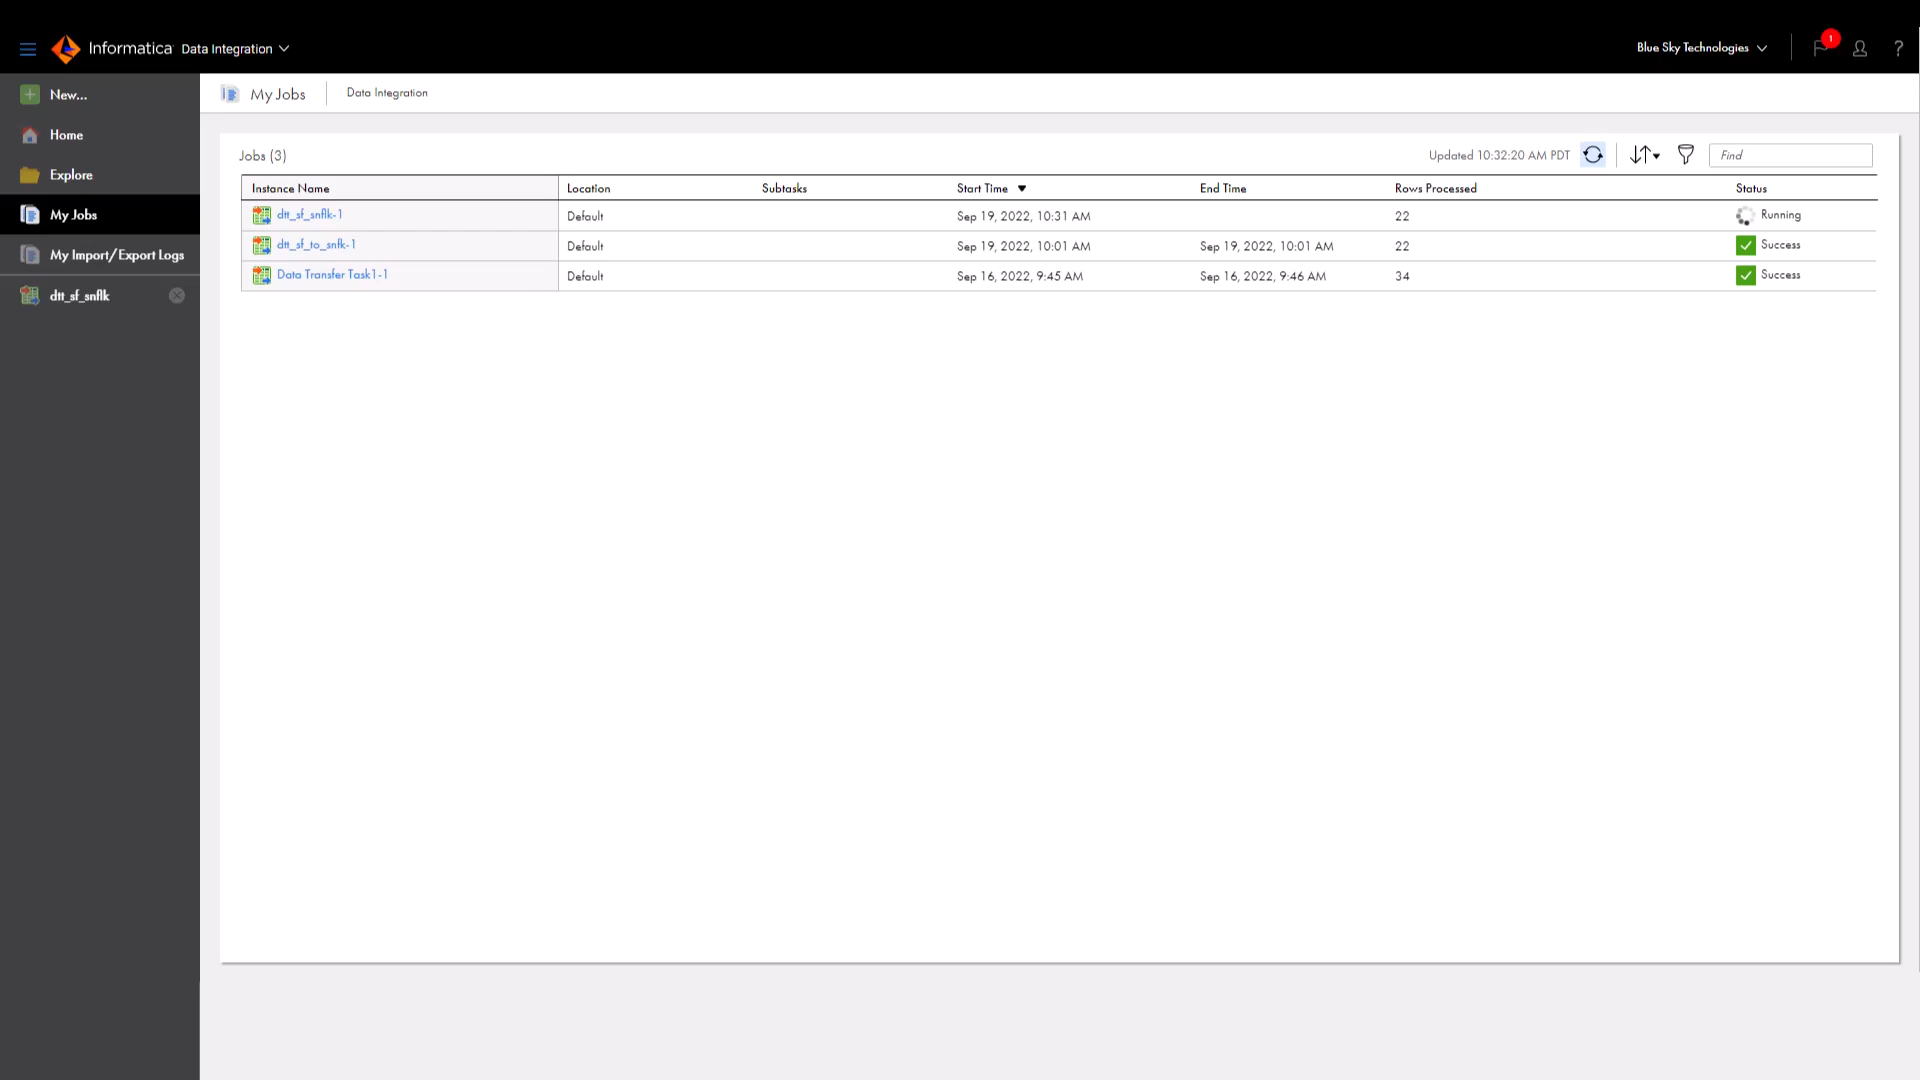 Informatica Data Integration
Blue Sky Technologies
1
?
New...
Home
Explore
My Jobs
My Import/Export Logs
dtt_sf_snflk
My Jobs
Data Integration
Jobs (3)
Updated 10:32:20 AM PDT
Find
Instance Name Location Subtasks Start Time End Time Rows Processed Status
dtt_sf_snflk-1 Default Sep 19, 2022, 10:31 AM 22 Running
dtt_sf_to_snfk-1 Default Sep 19, 2022, 10:01 AM Sep 19, 2022, 10:01 AM 22 Success
Data Transfer Task1-1 Default Sep 16, 2022, 9:45 AM Sep 16, 2022, 9:46 AM 34 Success